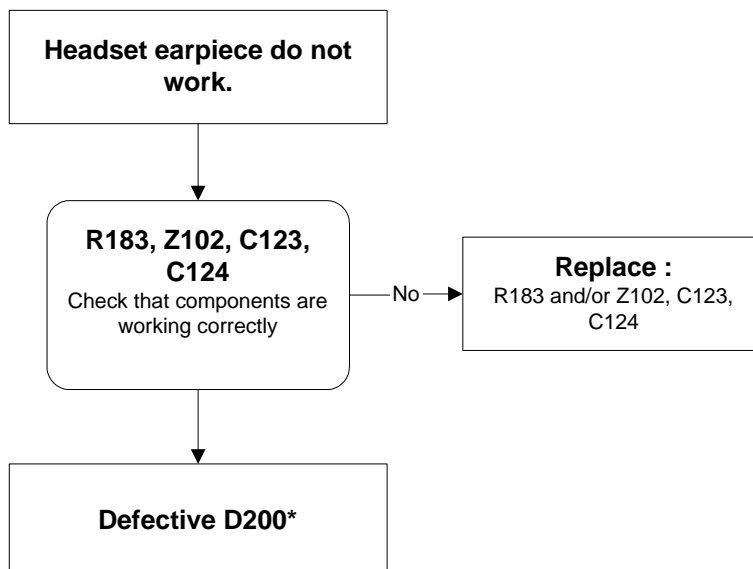 Headset earpiece do not
work.
R183, Z102, C123,
C124
Check that components are
working correctly
No
Replace :
R183 and/or Z102, C123,
C124
Defective D200*